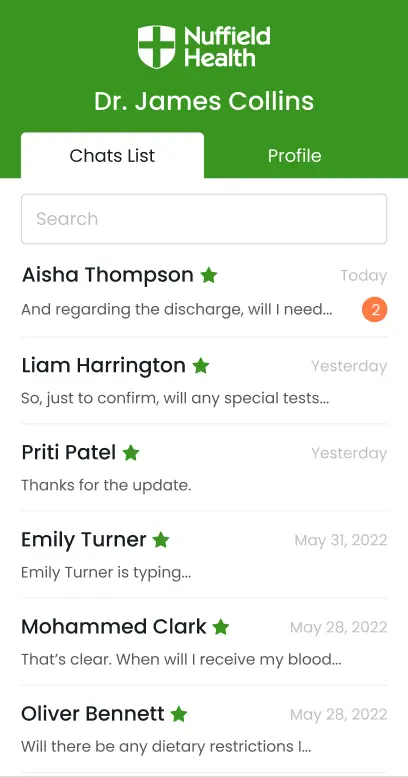 Nuffield
Health
Dr. James Collins
Chats List
Profile
Search
Aisha Thompson
Today
And regarding the discharge, will I need...
2
Liam Harrington
Yesterday
So, just to confirm, will any special tests...
Priti Patel
Yesterday
Thanks for the update.
Emily Turner
May 31, 2022
Emily Turner is typing...
Mohammed Clark
May 28, 2022
That’s clear. When will I receive my blood...
Oliver Bennett
May 28, 2022
Will there be any dietary restrictions I...